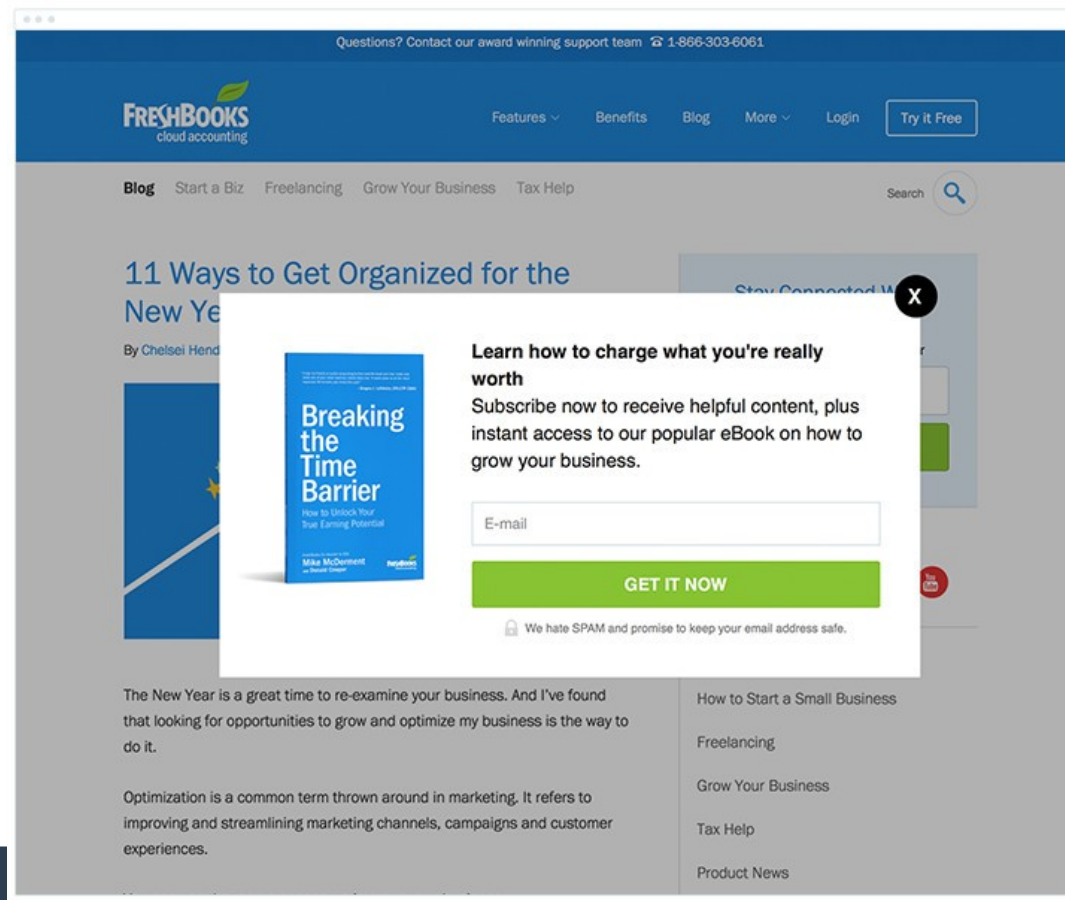 Questions? Contact our award winning support team 1-866-303-6061
FRESHBOOKS
cloud accounting
Features
Benefits
Blog
More
Login
Try it Free
Blog
Start a Biz
Freelancing
Grow Your Business
Tax Help
Search
11 Ways to Get Organized for the
New Ye
By Chelsei Hend
Stay Connected W
X
Breaking
the
Time
Barrier
How to Unlock Your
True Earning Potential
Mike McDerment
Donald Cowper
FRESHBOOKS
Learn how to charge what you're really
worth
Subscribe now to receive helpful content, plus
instant access to our popular eBook on how to
grow your business.
E-mail
GET IT NOW
We hate SPAM and promise to keep your email address safe.
You
Tube
The New Year is a great time to re-examine your business. And I've found
that looking for opportunities to grow and optimize my business is the way to
do it.
Optimization is a common term thrown around in marketing. It refers to
improving and streamlining marketing channels, campaigns and customer
experiences.
How to Start a Small Business
Freelancing
Grow Your Business
Tax Help
Product News